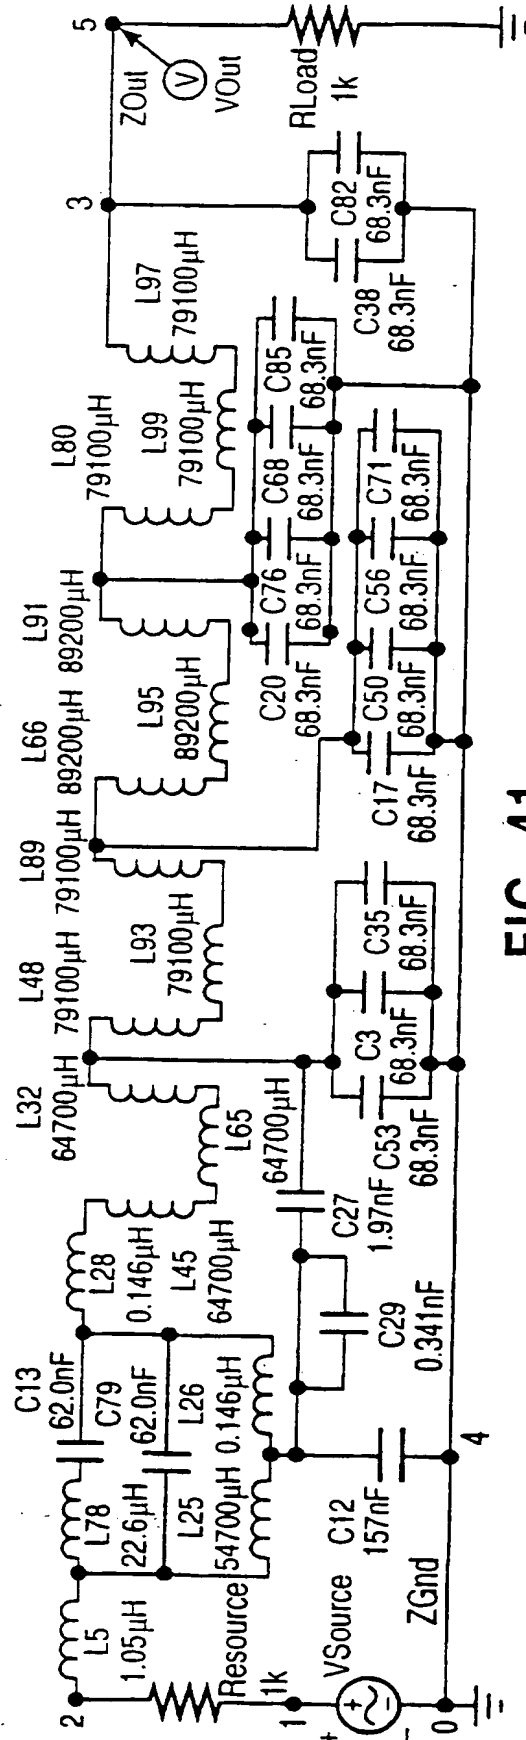 2
L5
1.05µH
Resource
1k
1
VSource
+
-
0
ZGnd
4
L78
22.6µH
C13
62.0nF
C79
62.0nF
L25
54700µH
L26
0.146µH
L28
0.146µH
L45
64700µH
C12
157nF
C29
0.341nF
C27
1.97nF
L32
64700µH
L65
64700µH
C53
68.3nF
C3
68.3nF
C35
68.3nF
L48
79100µH
L93
79100µH
L89
79100µH
L66
89200µH
L95
89200µH
L91
89200µH
C17
68.3nF
C50
68.3nF
C56
68.3nF
C71
68.3nF
C20
68.3nF
C76
68.3nF
C68
68.3nF
C85
68.3nF
L80
79100µH
L99
79100µH
L97
79100µH
3
C38
68.3nF
C82
68.3nF
RLoad
1k
5
ZOut
V
VOut
FIG. 41